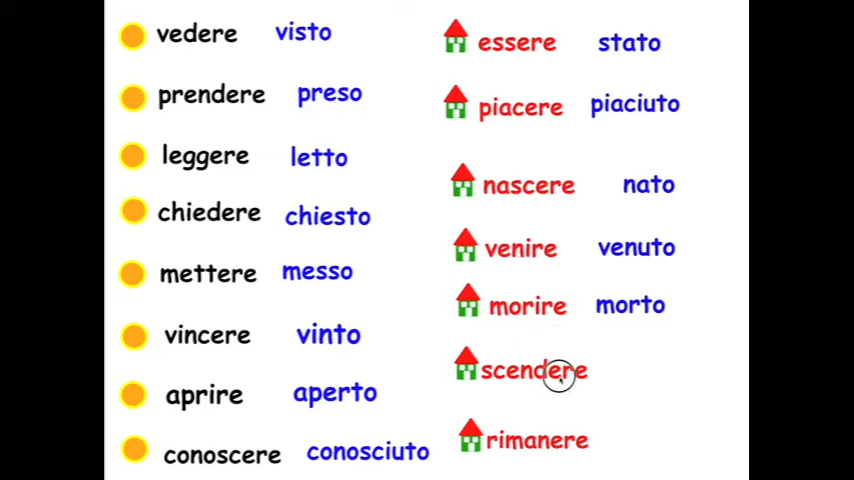 vedere visto
prendere preso
leggere letto
chiedere chiesto
mettere messo
vincere vinto
aprire aperto
conoscere conosciuto
essere stato
piacere piaciuto
nascere nato
venire venuto
morire morto
scendere
rimanere